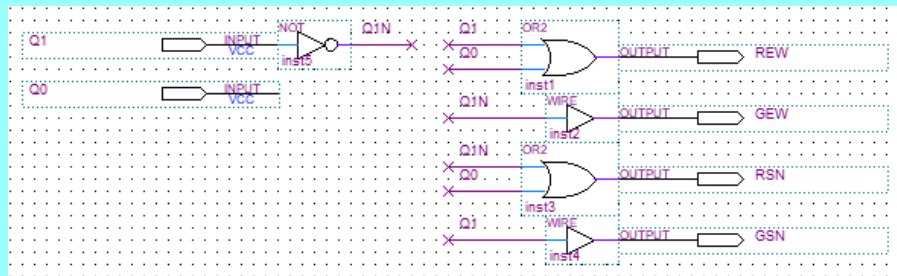 Q1 INPUT VCC NOT inst5 Q1N
Q0 INPUT VCC
Q1 Q0 OR2 inst1 OUTPUT REW
Q1N WIRE inst2 OUTPUT GEW
Q1N Q0 OR2 inst3 OUTPUT RSN
Q1 WIRE inst4 OUTPUT GSN